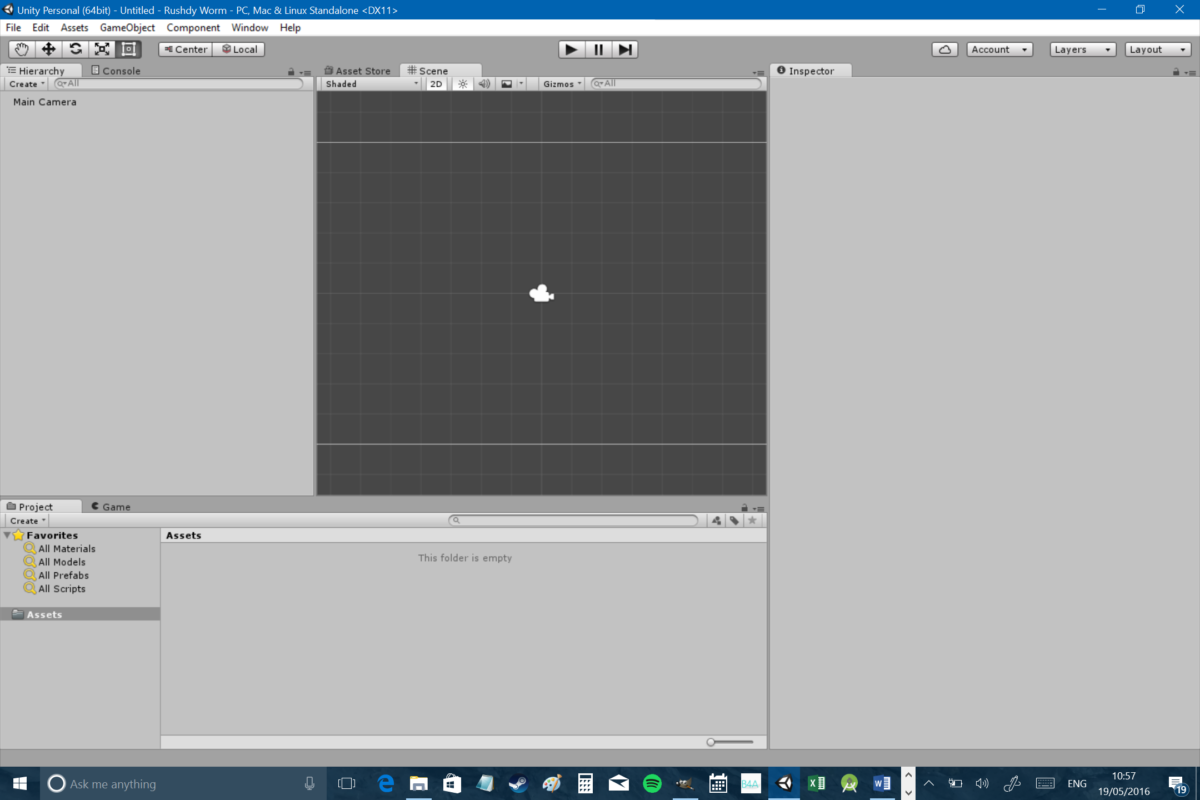 Unity Personal (64bit) - Untitled - Rushdy Worm - PC, Mac & Linux Standalone <DX11>
File Edit Assets GameObject Component Window Help
Center Local Account Layers Layout
Hierarchy Console Asset Store Scene Inspector
Create All Shaded 2D Gizmos All
Main Camera
Project Game
Create
Favorites Assets
All Materials
This folder is empty
All Models
All Prefabs
All Scripts
Assets
Ask me anything B4A ENG 10:57
19/05/2016 19